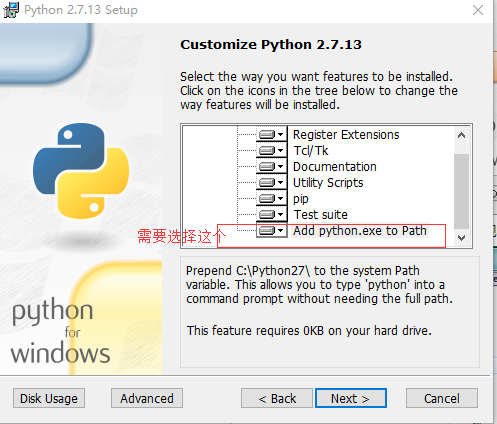 Python 2.7.13 Setup
Customize Python 2.7.13
Select the way you want features to be installed.
Click on the icons in the tree below to change the
way features will be installed.
Register Extensions
Tcl/Tk
Documentation
Utility Scripts
pip
Test suite
需要选择这个
Add python.exe to Path
Prepend C:\Python27\ to the system Path
variable. This allows you to type 'python' into a
command prompt without needing the full path.
This feature requires 0KB on your hard drive.
python
for
windows
Disk Usage
Advanced
< Back
Next >
Cancel